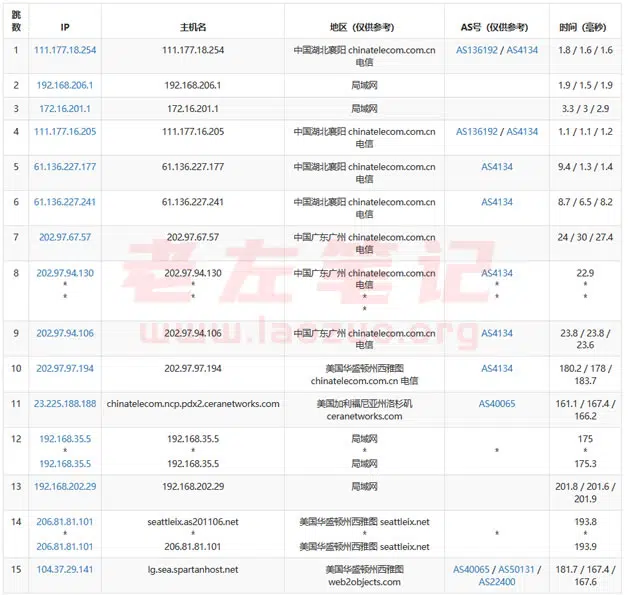 跳数 IP 主机名 地区（仅供参考） AS号（仅供参考） 时间（毫秒）
1 111.177.18.254 111.177.18.254 中国湖北襄阳 chinatelecom.com.cn 电信 AS136192 / AS4134 1.8 / 1.6 / 1.6
2 192.168.206.1 192.168.206.1 局域网 1.9 / 1.5 / 1.9
3 172.16.201.1 172.16.201.1 局域网 3.3 / 3 / 2.9
4 111.177.16.205 111.177.16.205 中国湖北襄阳 chinatelecom.com.cn 电信 AS136192 / AS4134 1.1 / 1.1 / 1.2
5 61.136.227.177 61.136.227.177 中国湖北襄阳 chinatelecom.com.cn 电信 AS4134 9.4 / 1.3 / 1.4
6 61.136.227.241 61.136.227.241 中国湖北襄阳 chinatelecom.com.cn 电信 AS4134 8.7 / 6.5 / 8.2
7 202.97.67.57 202.97.67.57 中国广东广州 chinatelecom.com.cn 电信 AS4134 24 / 30 / 27.4
8 202.97.94.130 202.97.94.130 中国广东广州 chinatelecom.com.cn 电信 AS4134 22.9
* * * * *
* * * * *
9 202.97.94.106 202.97.94.106 中国广东广州 chinatelecom.com.cn 电信 AS4134 23.8 / 23.8 / 23.6
10 202.97.97.194 202.97.97.194 美国华盛顿州西雅图 chinatelecom.com.cn 电信 AS4134 180.2 / 178 / 183.7
11 23.225.188.188 chinatelecom.ncp.pdx2.ceranetworks.com 美国加利福尼亚州洛杉矶 ceranetworks.com AS40065 161.1 / 167.4 / 166.2
12 192.168.35.5 192.168.35.5 局域网 175
* * * * *
192.168.35.5 192.168.35.5 局域网 175.3
13 192.168.202.29 192.168.202.29 局域网 201.8 / 201.6 / 201.9
14 206.81.81.101 seattleix.as201106.net 美国华盛顿州西雅图 seattleix.net 193.8
* * * * *
206.81.81.101 206.81.81.101 美国华盛顿州西雅图 seattleix.net 193.9
15 104.37.29.141 lg.sea.spartanhost.net 美国华盛顿州西雅图 web2objects.com AS40065 / AS50131 / AS22400 181.7 / 167.4 / 167.6
老左笔记
www.laozuo.org